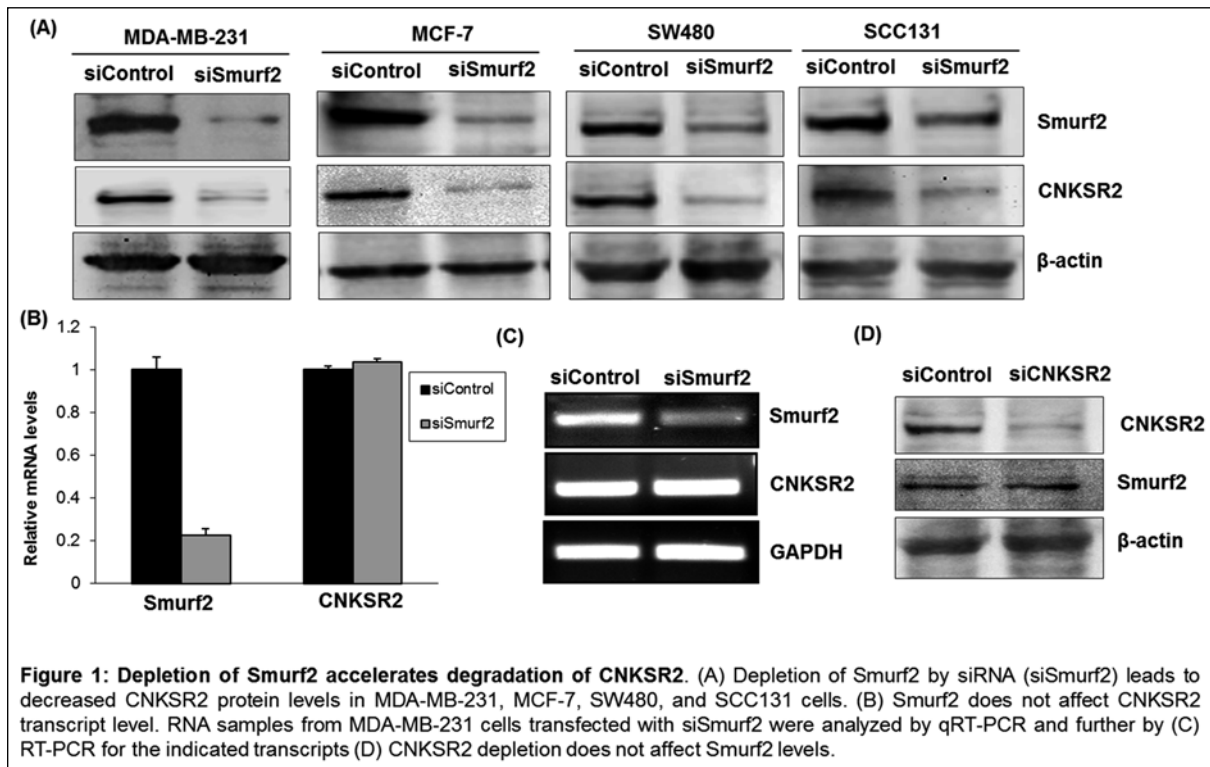 (A)
MDA-MB-231 MCF-7 SW480 SCC131
siControl siSmurf2 siControl siSmurf2 siControl siSmurf2 siControl siSmurf2
Smurf2
CNKSR2
β-actin
(B)
Relative mRNA levels
1.2
1
0.8
0.6
0.4
0.2
0
Smurf2 CNKSR2
siControl
siSmurf2
(C)
siControl siSmurf2
Smurf2
CNKSR2
GAPDH
(D)
siControl siCNKSR2
CNKSR2
Smurf2
β-actin
Figure 1: Depletion of Smurf2 accelerates degradation of CNKSR2. (A) Depletion of Smurf2 by siRNA (siSmurf2) leads to
decreased CNKSR2 protein levels in MDA-MB-231, MCF-7, SW480, and SCC131 cells. (B) Smurf2 does not affect CNKSR2
transcript level. RNA samples from MDA-MB-231 cells transfected with siSmurf2 were analyzed by qRT-PCR and further by (C)
RT-PCR for the indicated transcripts (D) CNKSR2 depletion does not affect Smurf2 levels.